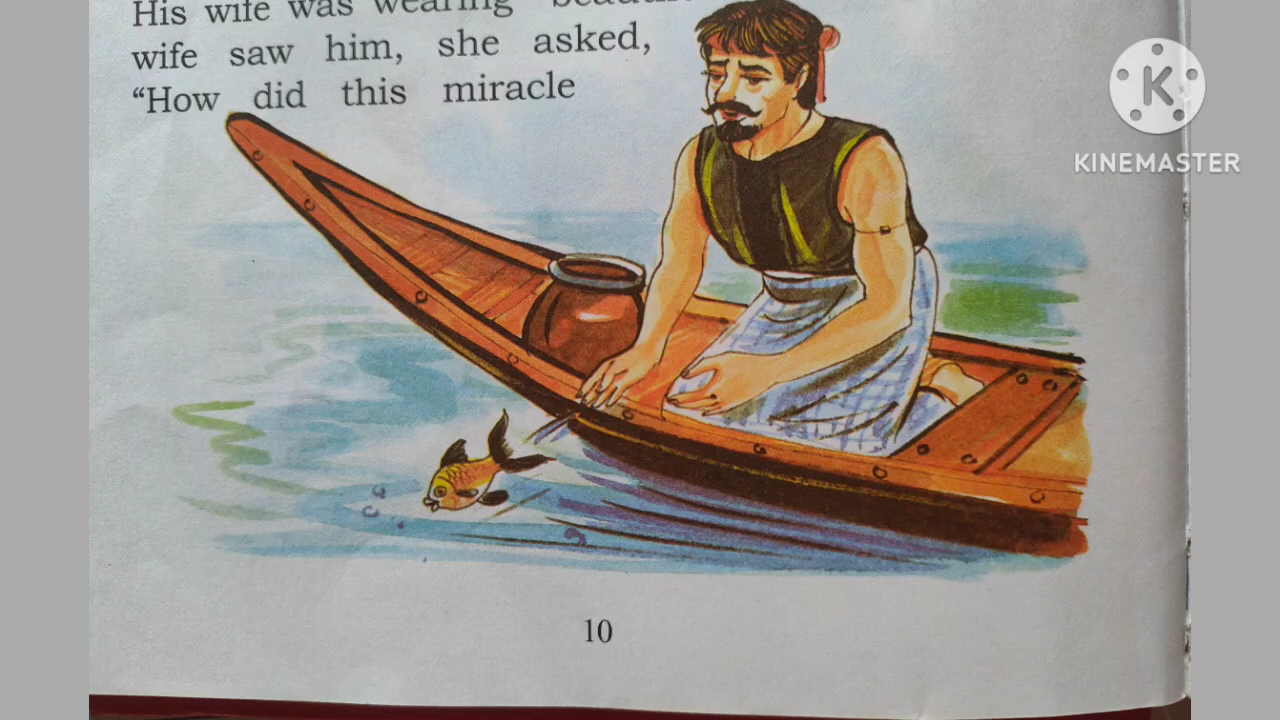 His wife was wearing
wife saw him, she asked,
“How did this miracle
K
KINEMASTER
10